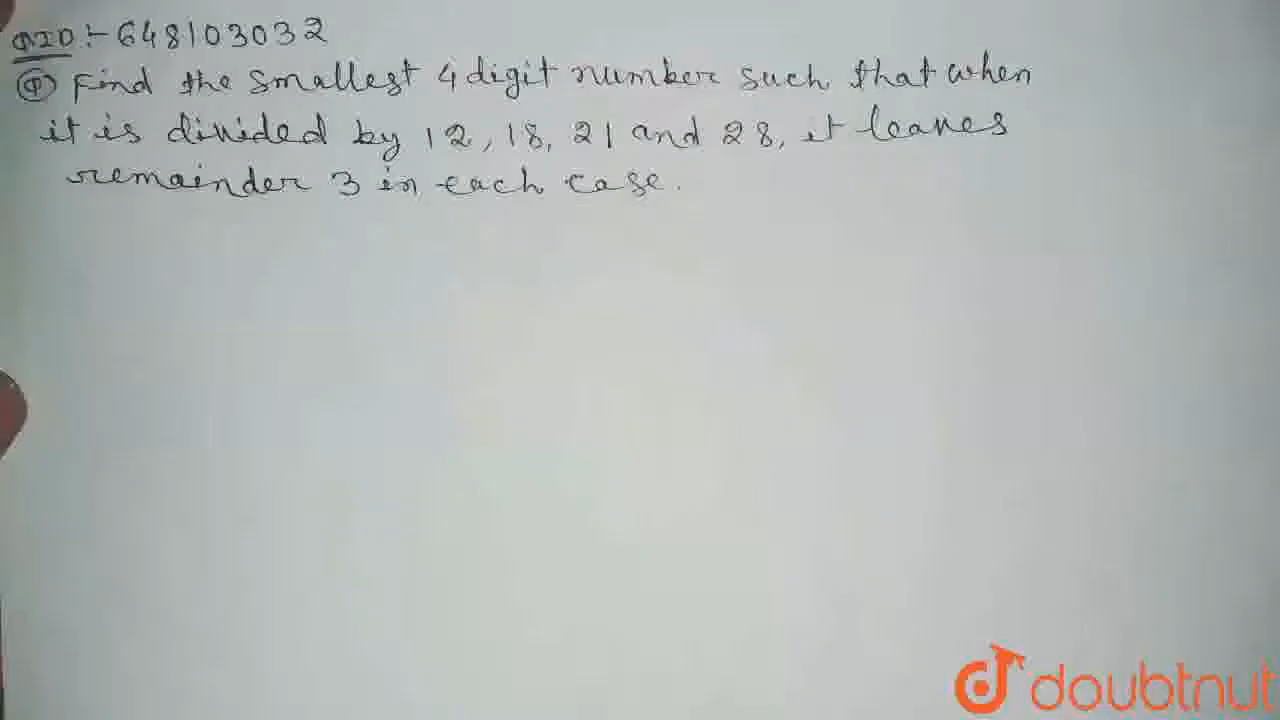 QID:- 648103032
Q Find the smallest 4 digit number such that when
it is divided by 12, 18, 21 and 28, it leaves
remainder 3 in each case.
doubtnut